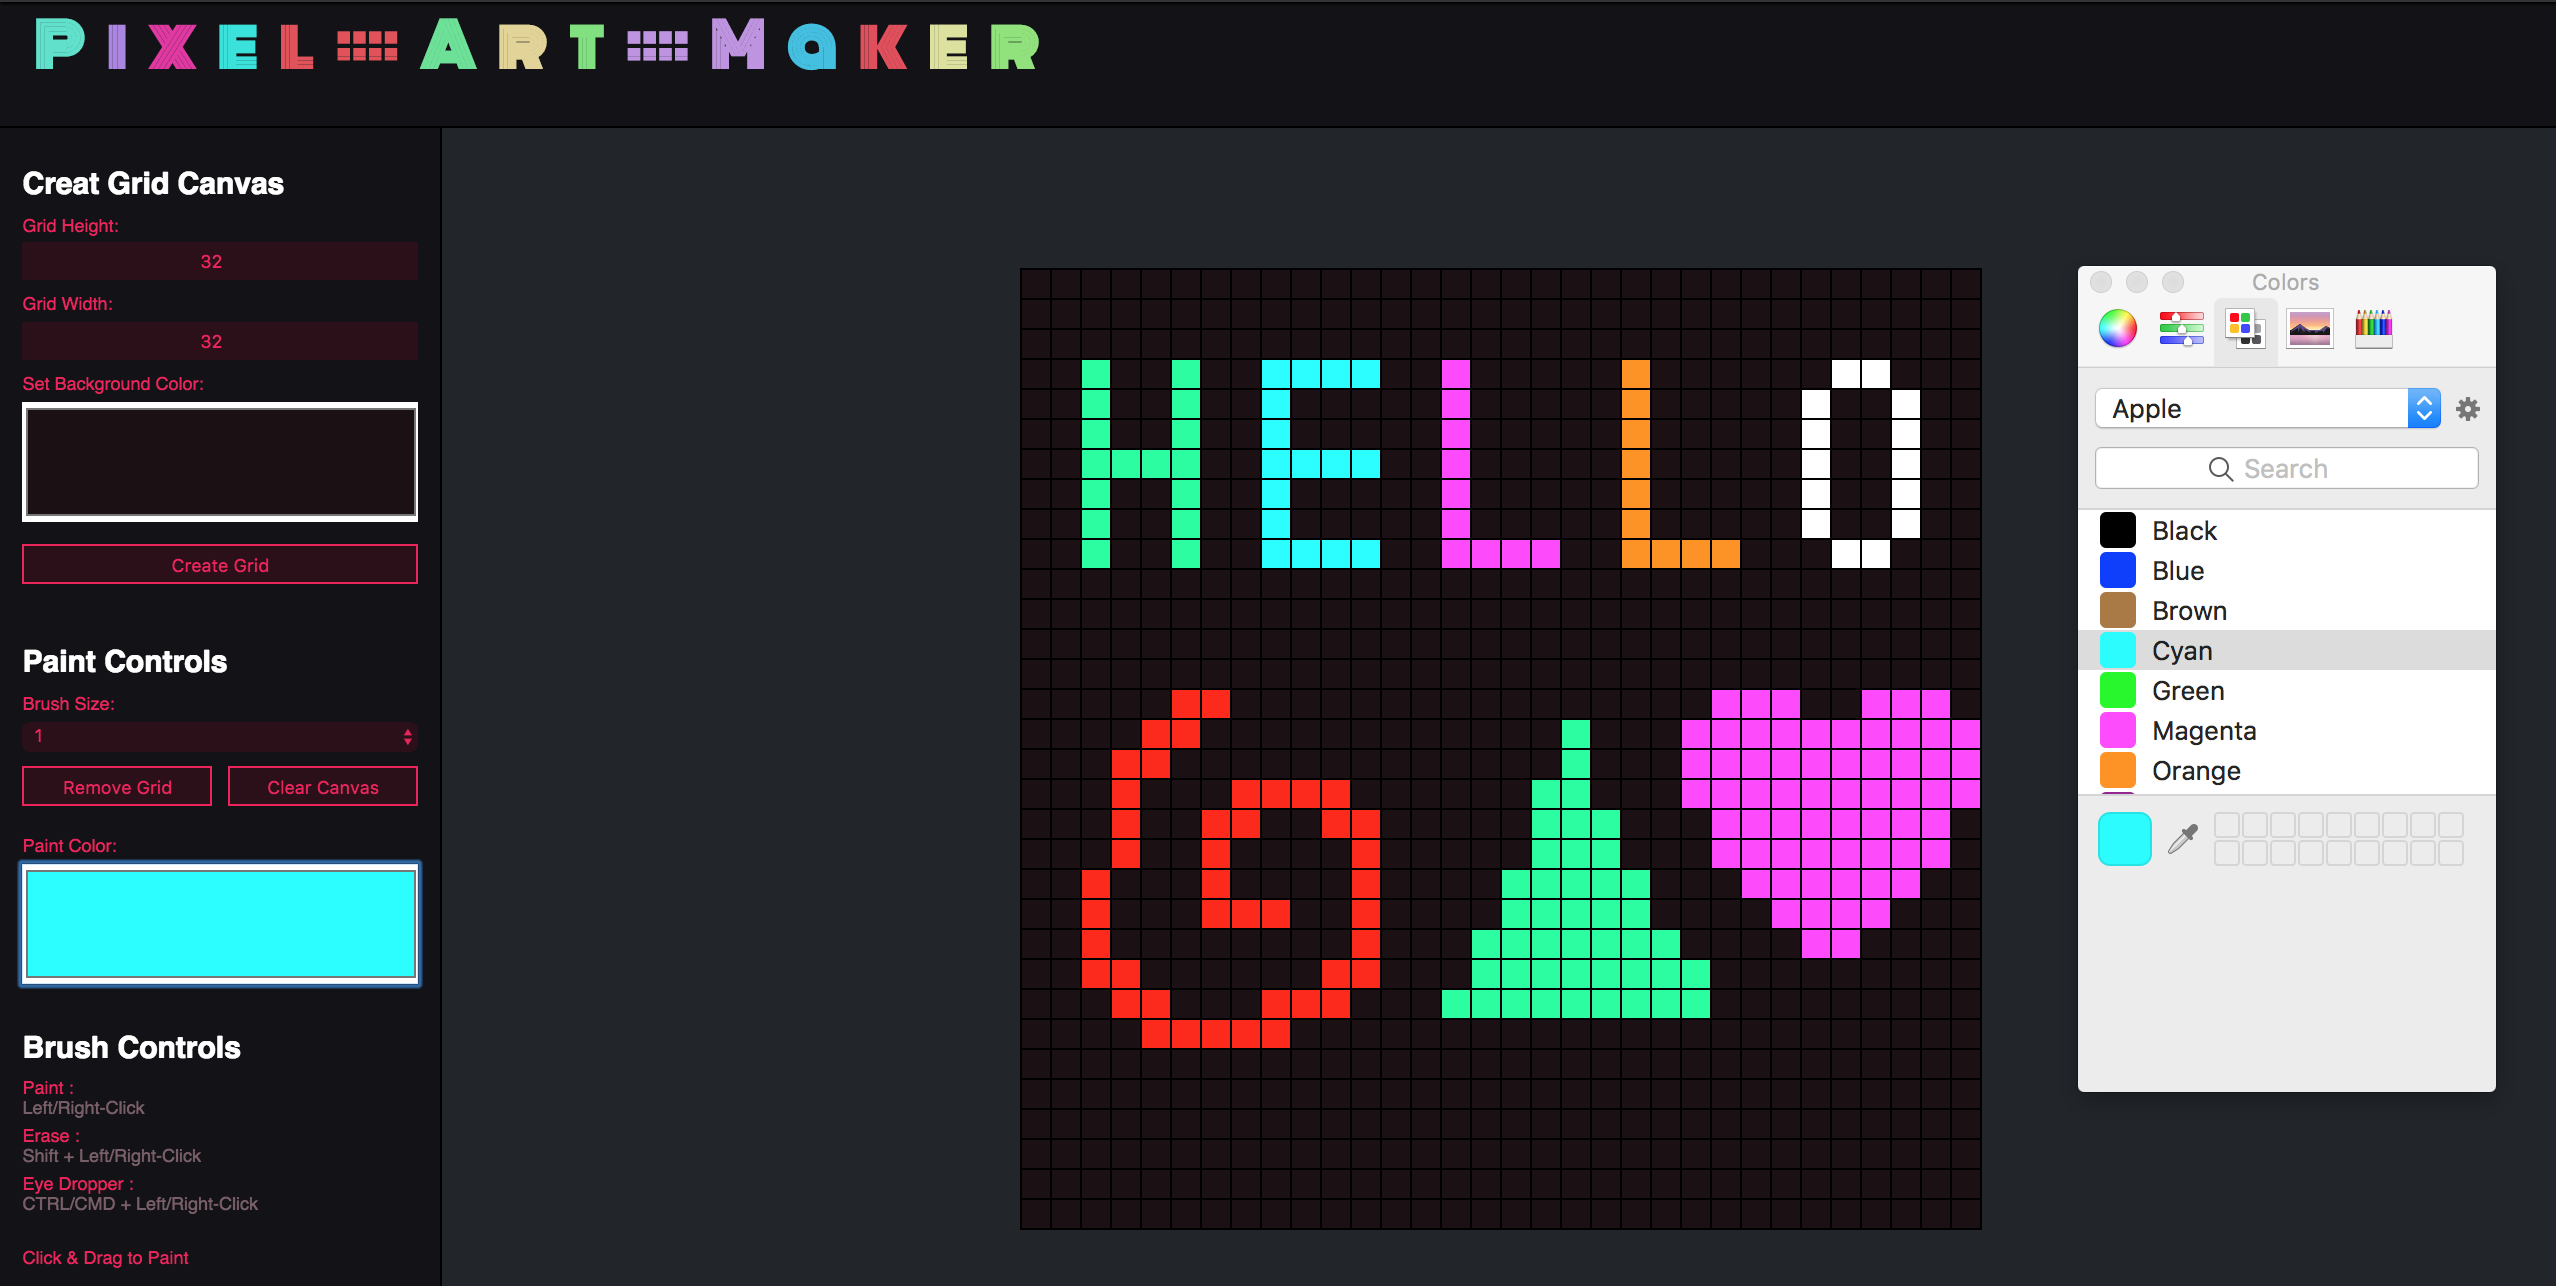 Pixel Art Maker
Creat Grid Canvas
Grid Height:
32
Grid Width:
32
Set Background Color:
Create Grid
Paint Controls
Brush Size:
1
Remove Grid
Clear Canvas
Paint Color:
Brush Controls
Paint :
Left/Right-Click
Erase :
Shift + Left/Right-Click
Eye Dropper :
CTRL/CMD + Left/Right-Click
Click & Drag to Paint
HELLO
Colors
Apple
Search
Black
Blue
Brown
Cyan
Green
Magenta
Orange